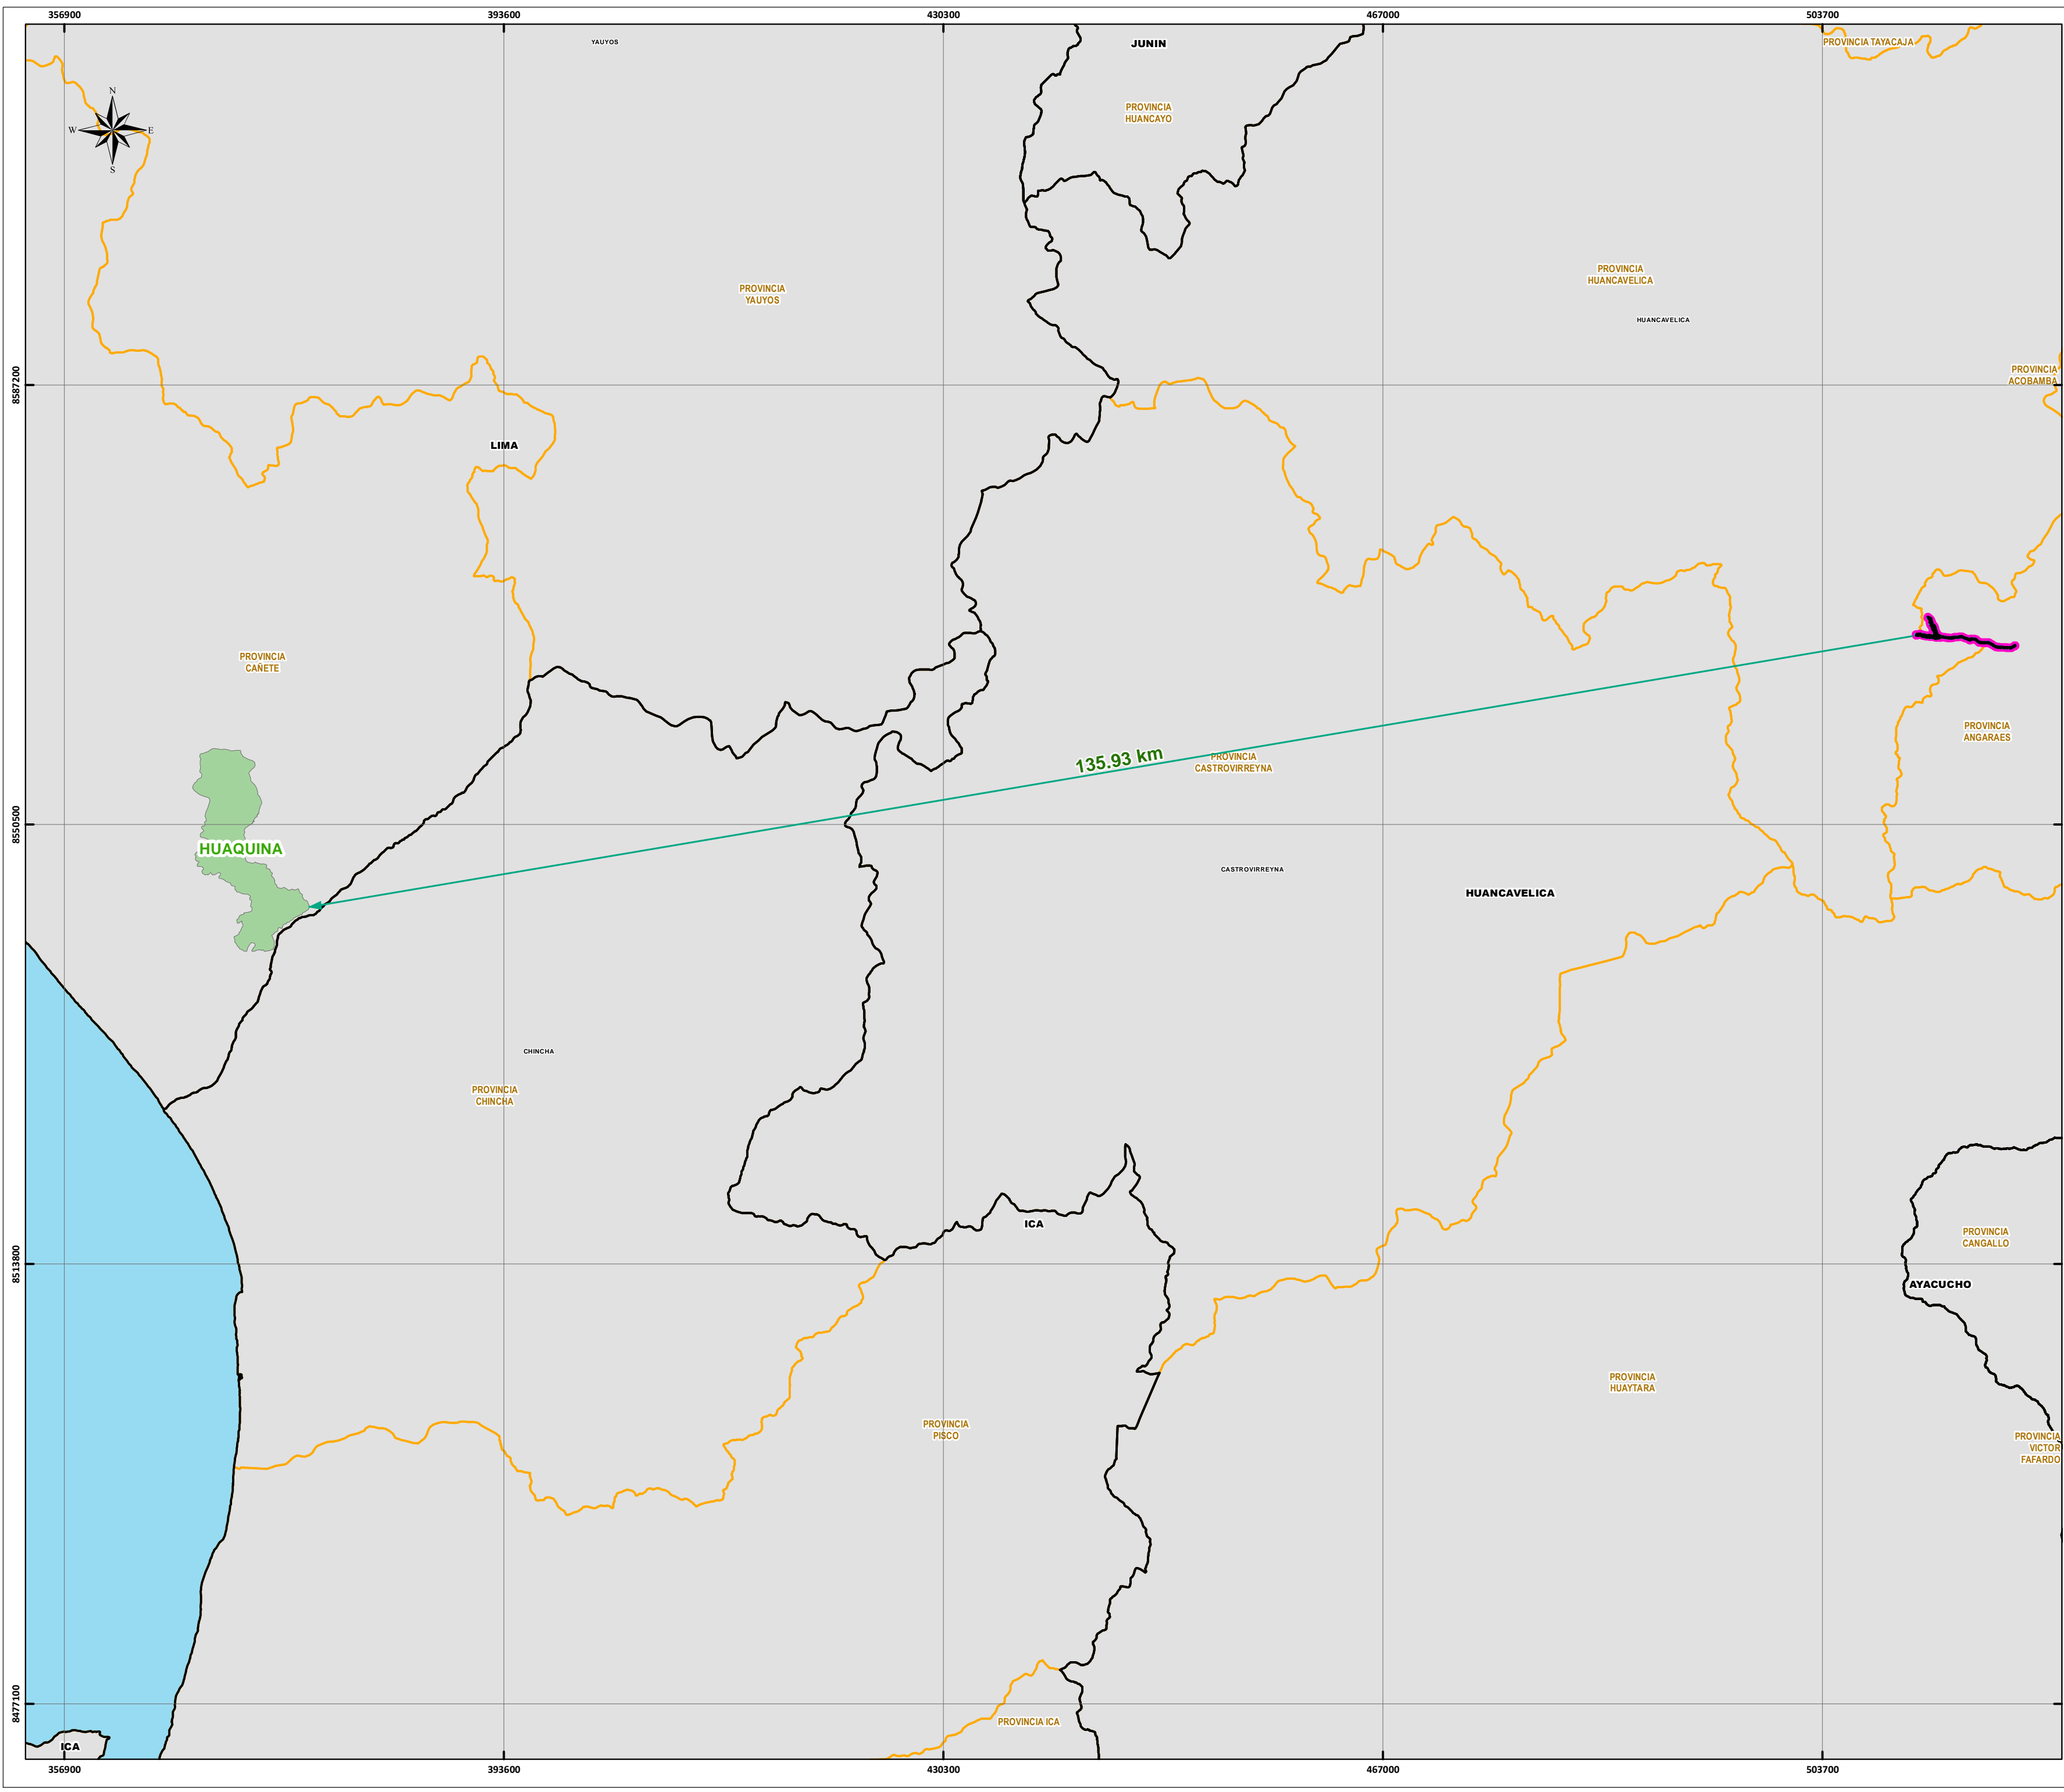 356900
393600
430300
467000
503700
YAUYOS
JUNIN
PROVINCIA TAYACAJA
N
W
E
S
PROVINCIA
HUANCAYO
PROVINCIA
YAUYOS
PROVINCIA
HUANCAVELICA
HUANCAVELICA
8587200
PROVINCIA
ACOBAMBA
LIMA
PROVINCIA
CAÑETE
PROVINCIA
ANGARAES
135.93 km
PROVINCIA
CASTROVIRREYNA
8550500
HUAQUINA
CASTROVIRREYNA
HUANCAVELICA
CHINCHA
PROVINCIA
CHINCHA
ICA
PROVINCIA
CANGALLO
8513800
AYACUCHO
PROVINCIA
HUAYTARA
PROVINCIA
PISCO
PROVINCIA
VICTOR
FAFARDO
8477100
PROVINCIA ICA
ICA
356900
393600
430300
467000
503700